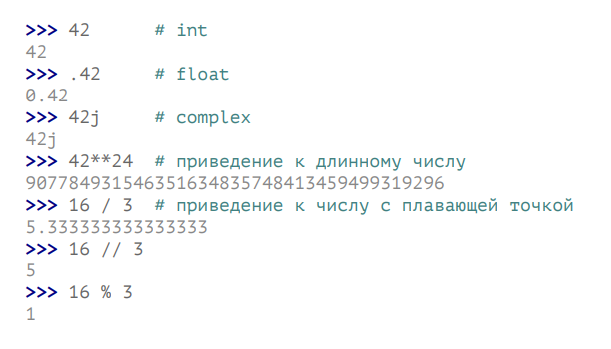 >>> 42      # int
42
>>> .42     # float
0.42
>>> 42j     # complex
42j
>>> 42**24  # приведение к длинному числу
907784931546351634835748413459499319296
>>> 16 / 3  # приведение к числу с плавающей точкой
5.333333333333333
>>> 16 // 3
5
>>> 16 % 3
1